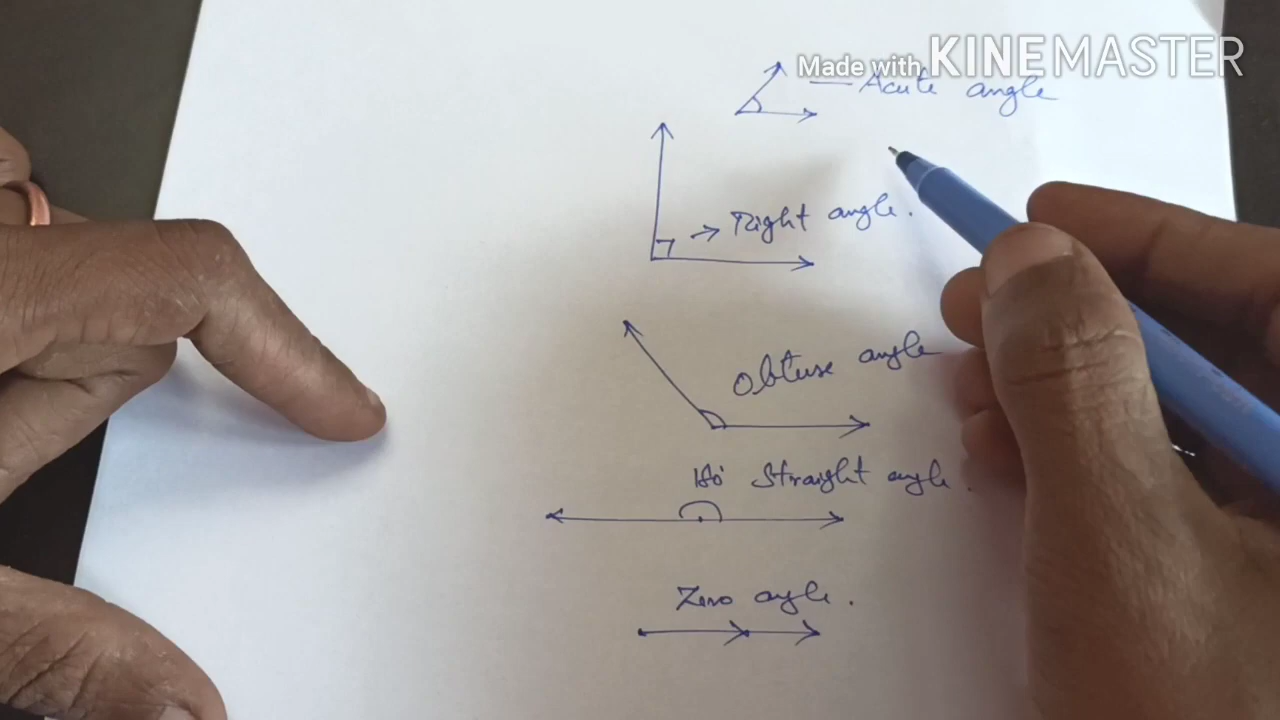 Made with KINEMASTER
— Acute angle
→ Right angle.
Obtuse angle
180° Straight angle.
Zero angle.